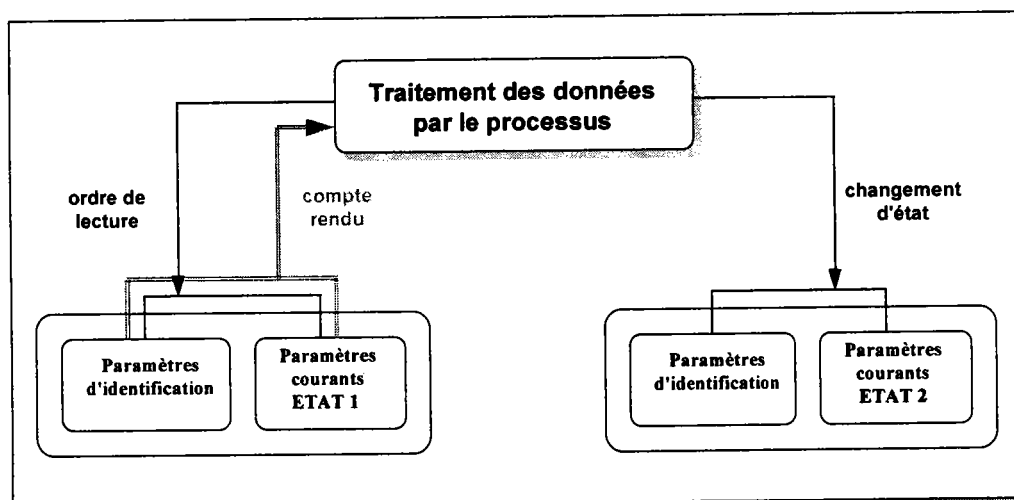 Traitement des données
par le processus
ordre de
lecture
compte
rendu
changement
d'état
Paramètres
d'identification
Paramètres
courants
ETAT 1
Paramètres
d'identification
Paramètres
courants
ETAT 2